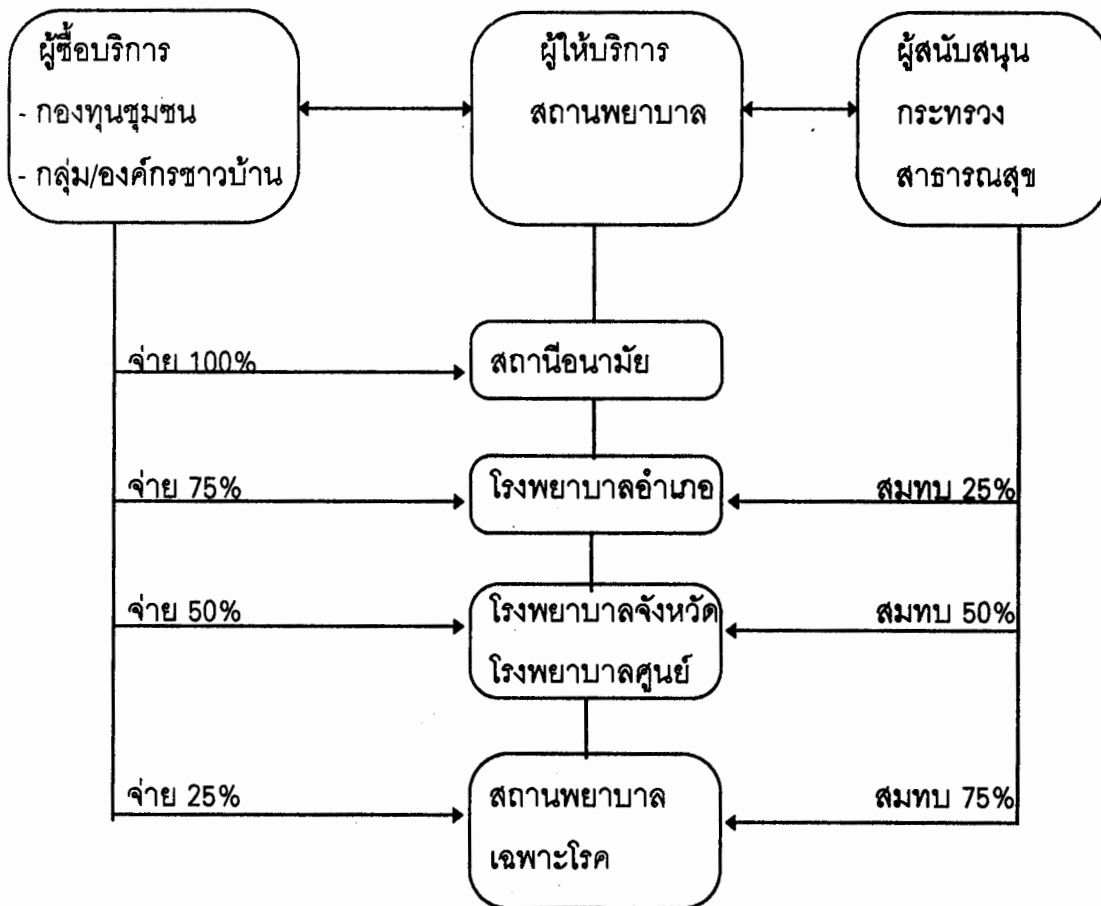 ผู้ซื้อบริการ
- กองทุนชุมชน
- กลุ่ม/องค์กรชาวบ้าน
ผู้ให้บริการ
สถานพยาบาล
ผู้สนับสนุน
กระทรวง
สาธารณสุข
จ่าย 100%
สถานีอนามัย
จ่าย 75%
โรงพยาบาลอำเภอ
สมทบ 25%
จ่าย 50%
โรงพยาบาลจังหวัด
โรงพยาบาลศูนย์
สมทบ 50%
จ่าย 25%
สถานพยาบาล
เฉพาะโรค
สมทบ 75%